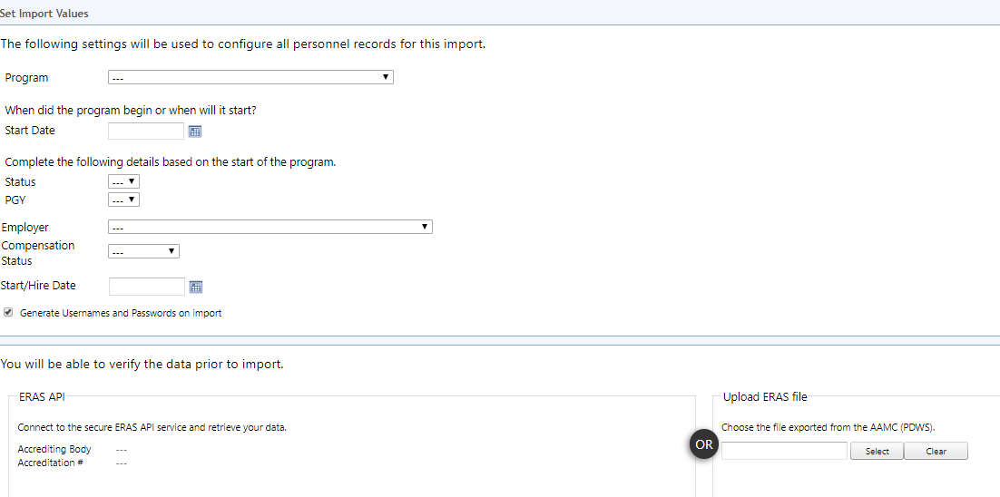 Set Import Values
The following settings will be used to configure all personnel records for this import.
Program ---
When did the program begin or when will it start?
Start Date
Complete the following details based on the start of the program.
Status ---
PGY ---
Employer ---
Compensation
Status ---
Start/Hire Date
Generate Usernames and Passwords on import
You will be able to verify the data prior to import.
ERAS API
Connect to the secure ERAS API service and retrieve your data.
Accrediting Body ---
Accreditation # ---
OR
Upload ERAS file
Choose the file exported from the AAMC (PDWS).
Select Clear